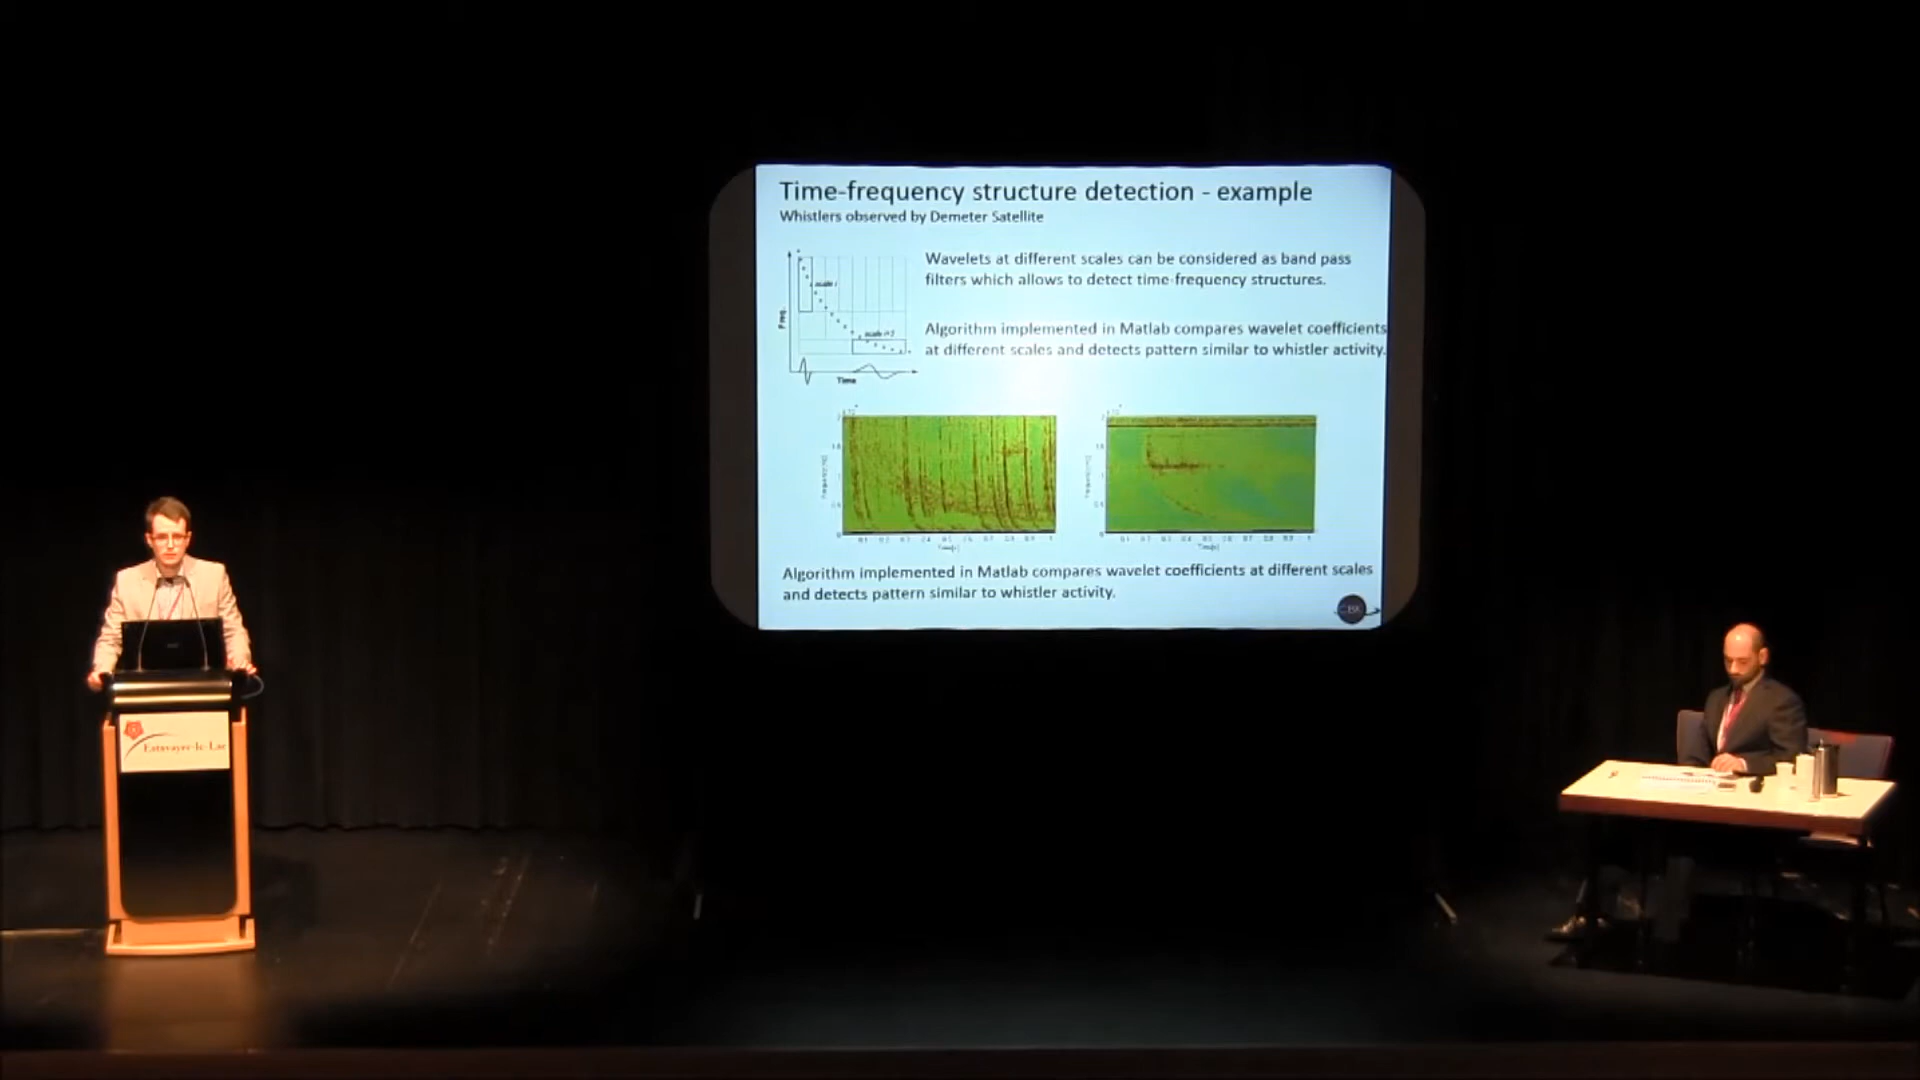 Time-frequency structure detection - example
Whistlers observed by Demeter Satellite
Wavelets at different scales can be considered as band pass
filters which allows to detect time-frequency structures.
Algorithm implemented in Matlab compares wavelet coefficients
at different scales and detects pattern similar to whistler activity.
Freq.
scale i
Time
Algorithm implemented in Matlab compares wavelet coefficients at different scales
and detects pattern similar to whistler activity.
CBK
Estavayer-le-Lac